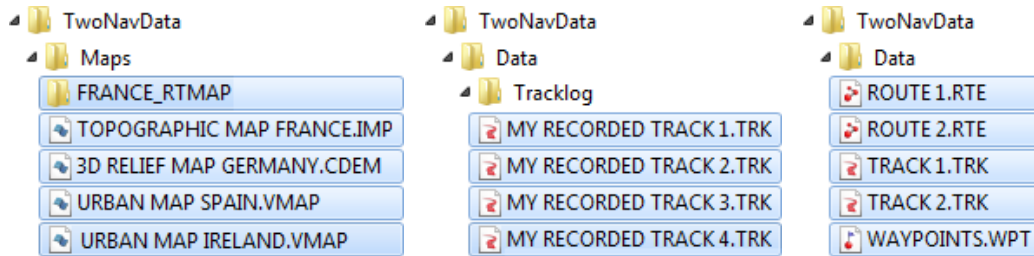 TwoNavData
Maps
FRANCE_RTMAP
TOPOGRAPHIC MAP FRANCE.IMP
3D RELIEF MAP GERMANY.CDEM
URBAN MAP SPAIN.VMAP
URBAN MAP IRELAND.VMAP
TwoNavData
Data
Tracklog
MY RECORDED TRACK 1.TRK
MY RECORDED TRACK 2.TRK
MY RECORDED TRACK 3.TRK
MY RECORDED TRACK 4.TRK
TwoNavData
Data
ROUTE 1.RTE
ROUTE 2.RTE
TRACK 1.TRK
TRACK 2.TRK
WAYPOINTS.WPT